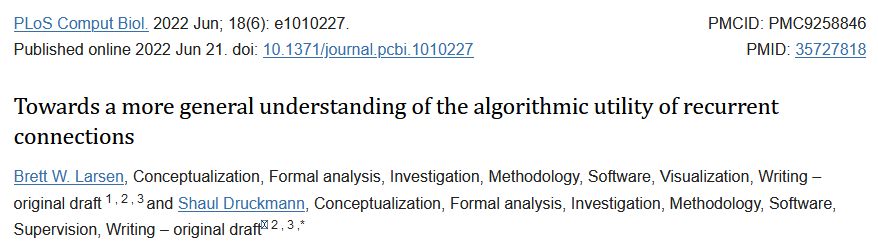 PLoS Comput Biol. 2022 Jun; 18(6): e1010227. PMCID: PMC9258846
Published online 2022 Jun 21. doi: 10.1371/journal.pcbi.1010227 PMID: 35727818
Towards a more general understanding of the algorithmic utility of recurrent
connections
Brett W. Larsen, Conceptualization, Formal analysis, Investigation, Methodology, Software, Visualization, Writing –
original draft 1 , 2 , 3 and Shaul Druckmann, Conceptualization, Formal analysis, Investigation, Methodology, Software,
Supervision, Writing – original draft 2 , 3 ,*